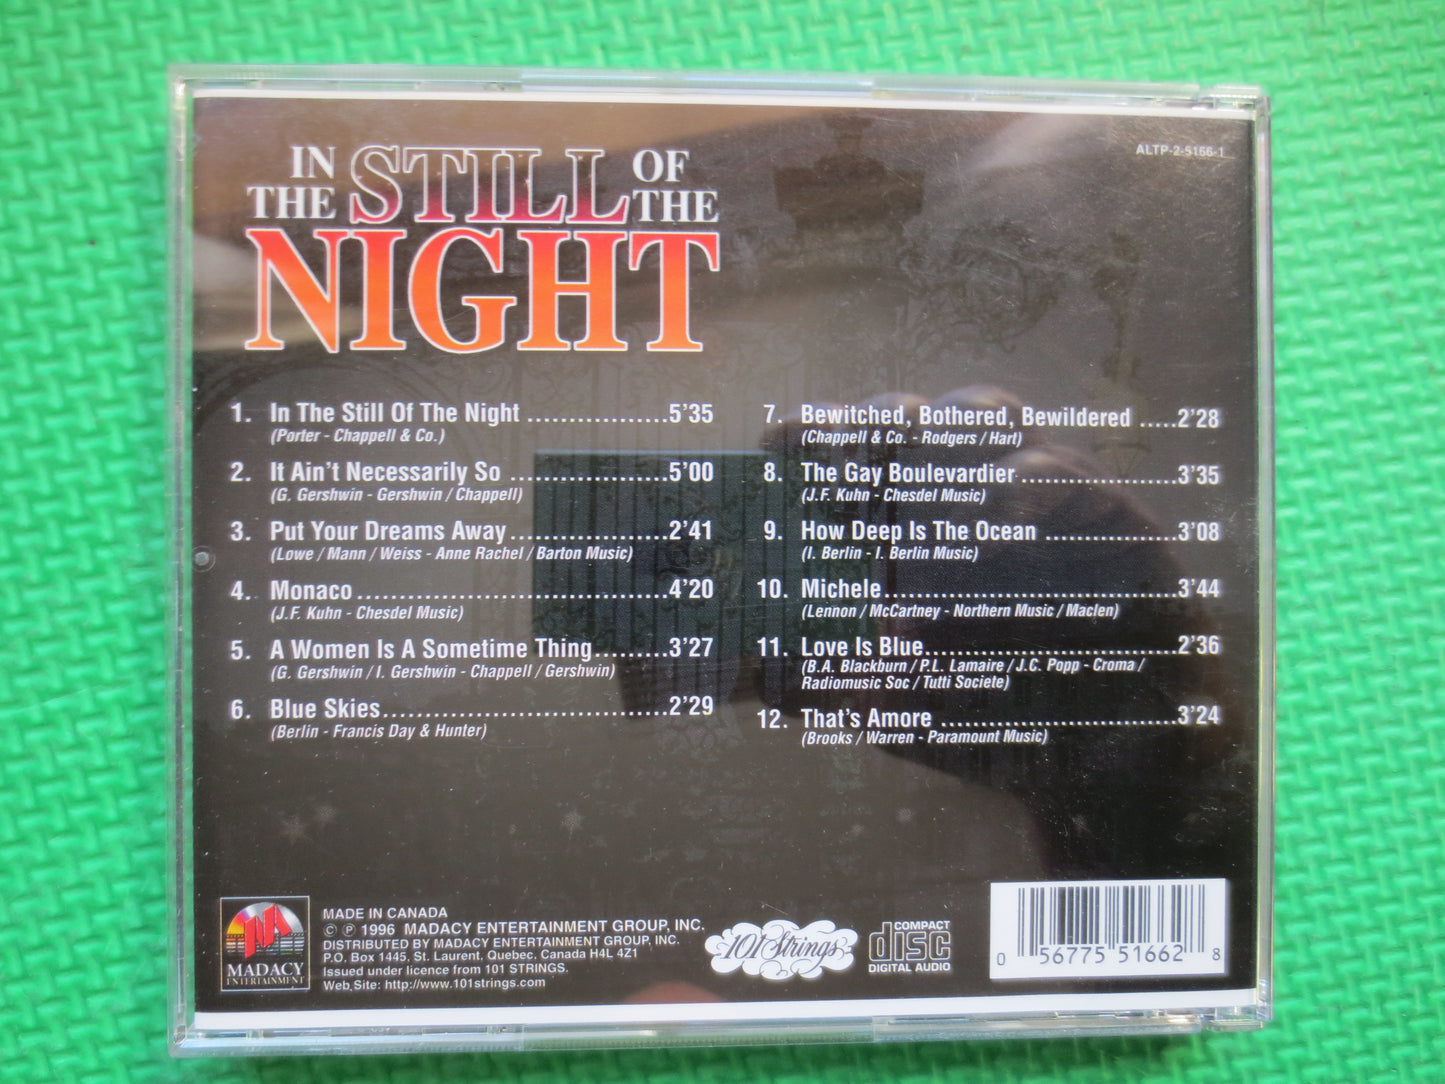 IN THE STILL OF THE
NIGHT
ALTP-2-5166-1
1. In The Still Of The Night ................5'35
(Porter - Chappell & Co.)
2. It Ain't Necessarily So ..................5'00
(G. Gershwin - Gershwin / Chappell)
3. Put Your Dreams Away..................2'41
(Lowe / Mann / Weiss - Anne Rachel / Barton Music)
4. Monaco....................................4'20
(J.F. Kuhn - Chesdel Music)
5. A Women Is A Sometime Thing.........3'27
(G. Gershwin / I. Gershwin - Chappell / Gershwin)
6. Blue Skies.................................2'29
(Berlin - Francis Day & Hunter)
7. Bewitched, Bothered, Bewildered .....2'28
(Chappell & Co. - Rodgers / Hart)
8. The Gay Boulevardier..................3'35
(J.F. Kuhn - Chesdel Music)
9. How Deep Is The Ocean ...............3'08
(I. Berlin - I. Berlin Music)
10. Michele..................................3'44
(Lennon / McCartney - Northern Music / Maclen)
11. Love Is Blue.............................2'36
(B.A. Blackburn / P.L. Lamaire / J.C. Popp - Croma /
Radiomusic Soc / Tutti Societe)
12. That's Amore ...........................3'24
(Brooks / Warren - Paramount Music)
MADACY
ENTERTAINMENT
MADE IN CANADA
© ℗ 1996 MADACY ENTERTAINMENT GROUP, INC.
DISTRIBUTED BY MADACY ENTERTAINMENT GROUP, INC.
P.O. Box 1445, St. Laurent, Quebec, Canada H4L 4Z1
Issued under licence from 101 STRINGS.
Web Site: http://www.101strings.com
101 Strings
COMPACT
disc
DIGITAL AUDIO
0 56775 51662 8